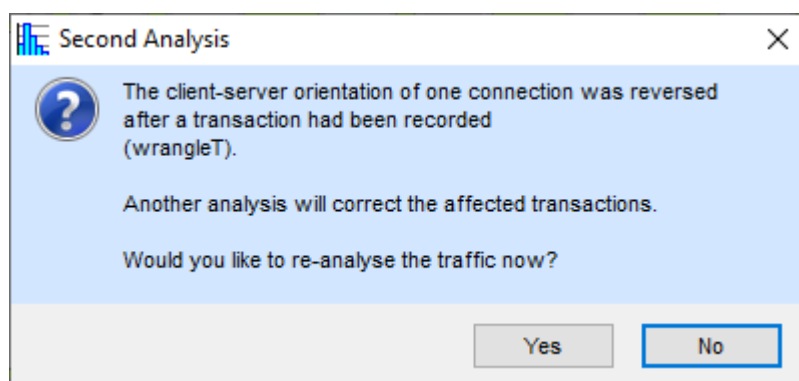 Second Analysis
The client-server orientation of one connection was reversed
after a transaction had been recorded
(wrangleT).
Another analysis will correct the affected transactions.
Would you like to re-analyse the traffic now?
Yes
No